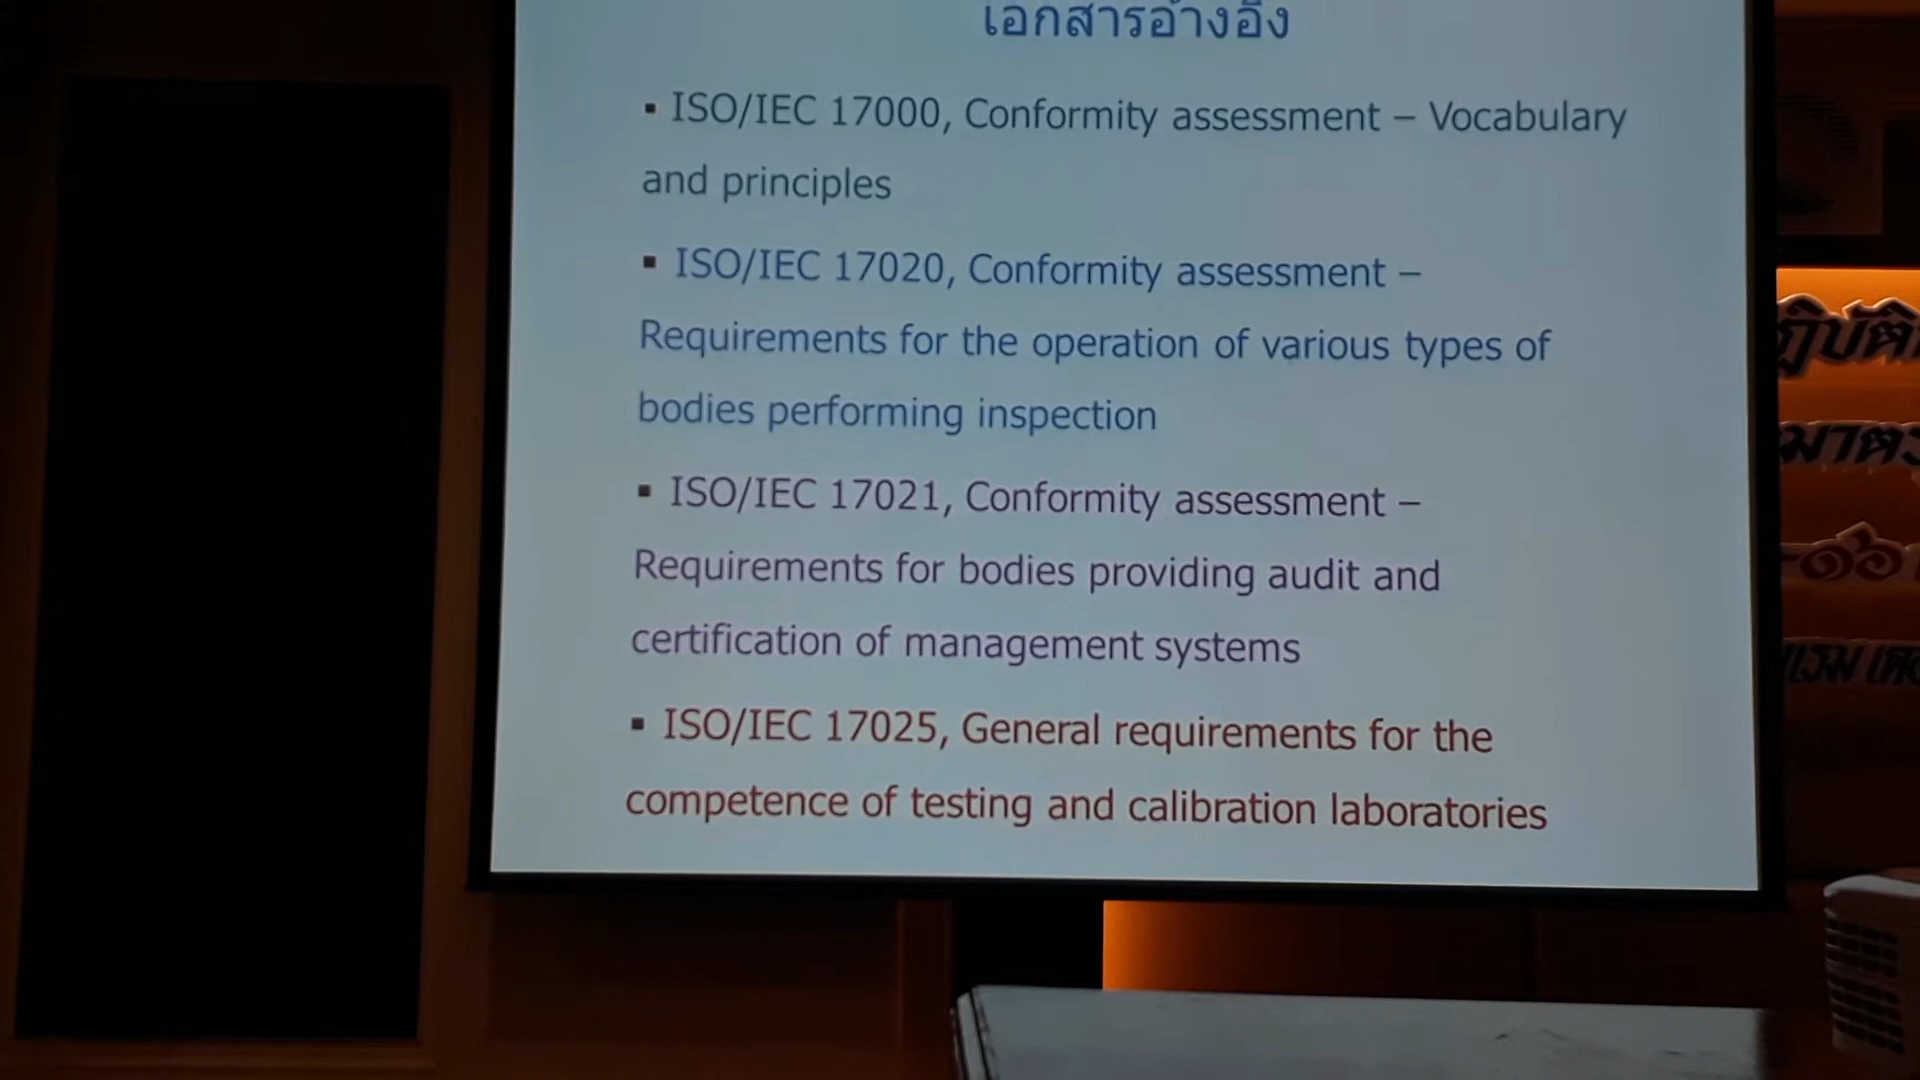 เอกสารอ้างอิง
▪ ISO/IEC 17000, Conformity assessment – Vocabulary
and principles
▪ ISO/IEC 17020, Conformity assessment –
Requirements for the operation of various types of
bodies performing inspection
▪ ISO/IEC 17021, Conformity assessment –
Requirements for bodies providing audit and
certification of management systems
▪ ISO/IEC 17025, General requirements for the
competence of testing and calibration laboratories